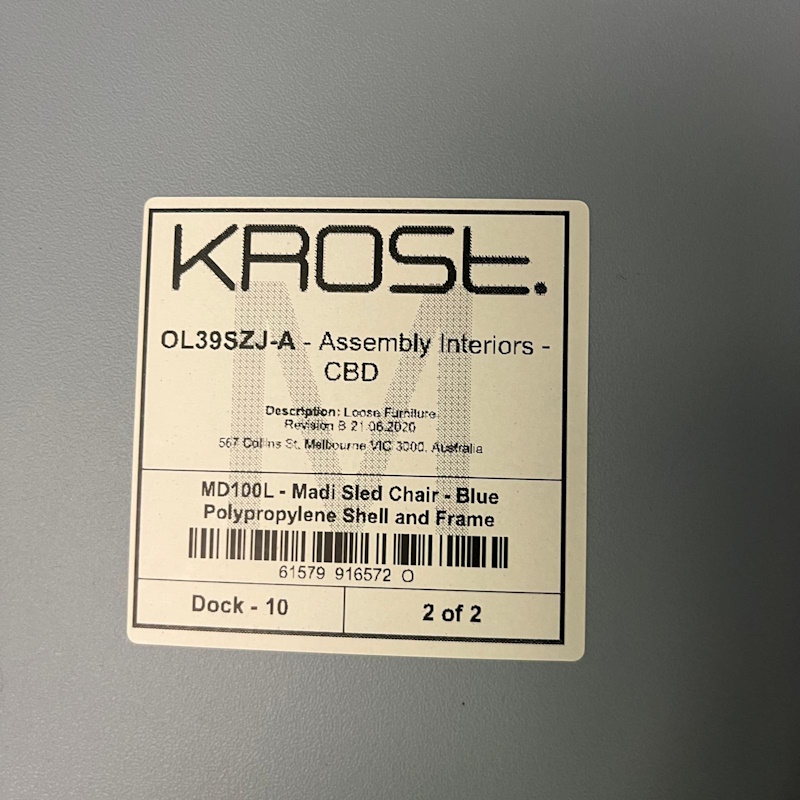 KROSt.
OL39SZJ-A - Assembly Interiors -
CBD
Description: Loose Furniture
Revision B 21.06.2020
567 Collins St. Melbourne VIC 3000. Australia
MD100L - Madi Sled Chair - Blue
Polypropylene Shell and Frame
61579 916572 O
Dock - 10
2 of 2
M